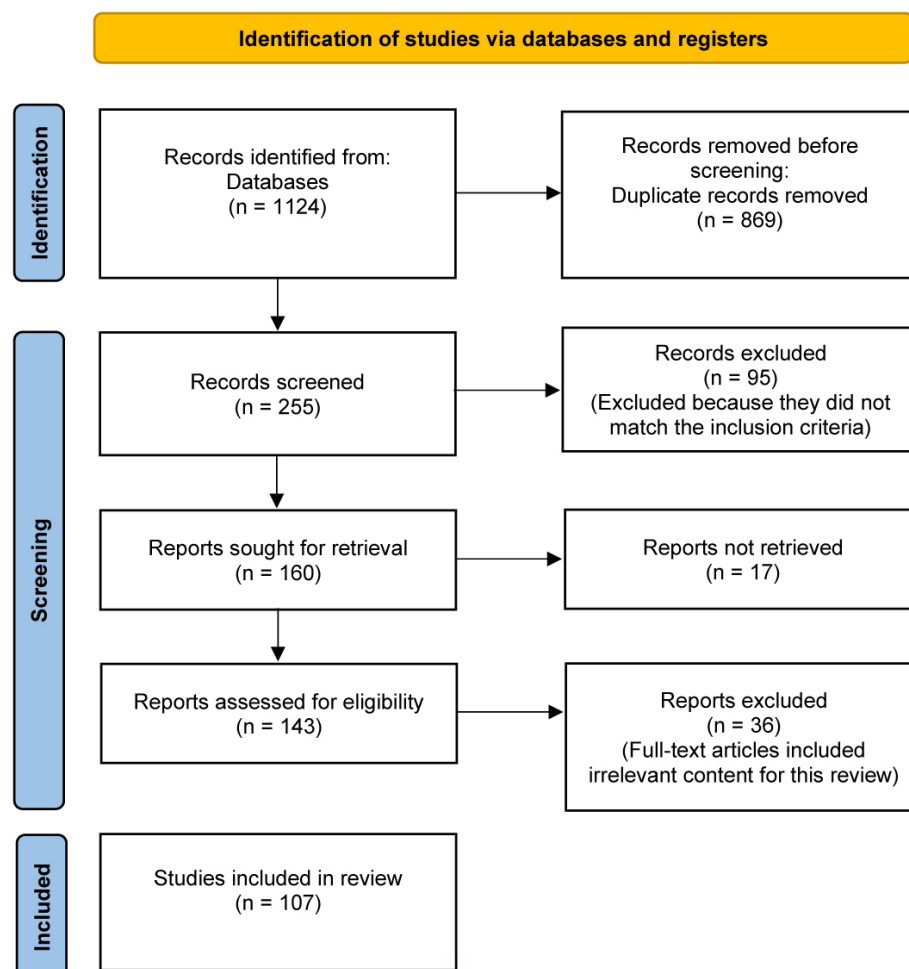 Identification of studies via databases and registers
Identification
Records identified from:
Databases
(n = 1124)
Records removed before
screening:
Duplicate records removed
(n = 869)
Screening
Records screened
(n = 255)
Records excluded
(n = 95)
(Excluded because they did not
match the inclusion criteria)
Reports sought for retrieval
(n = 160)
Reports not retrieved
(n = 17)
Reports assessed for eligibility
(n = 143)
Reports excluded
(n = 36)
(Full-text articles included
irrelevant content for this review)
Included
Studies included in review
(n = 107)